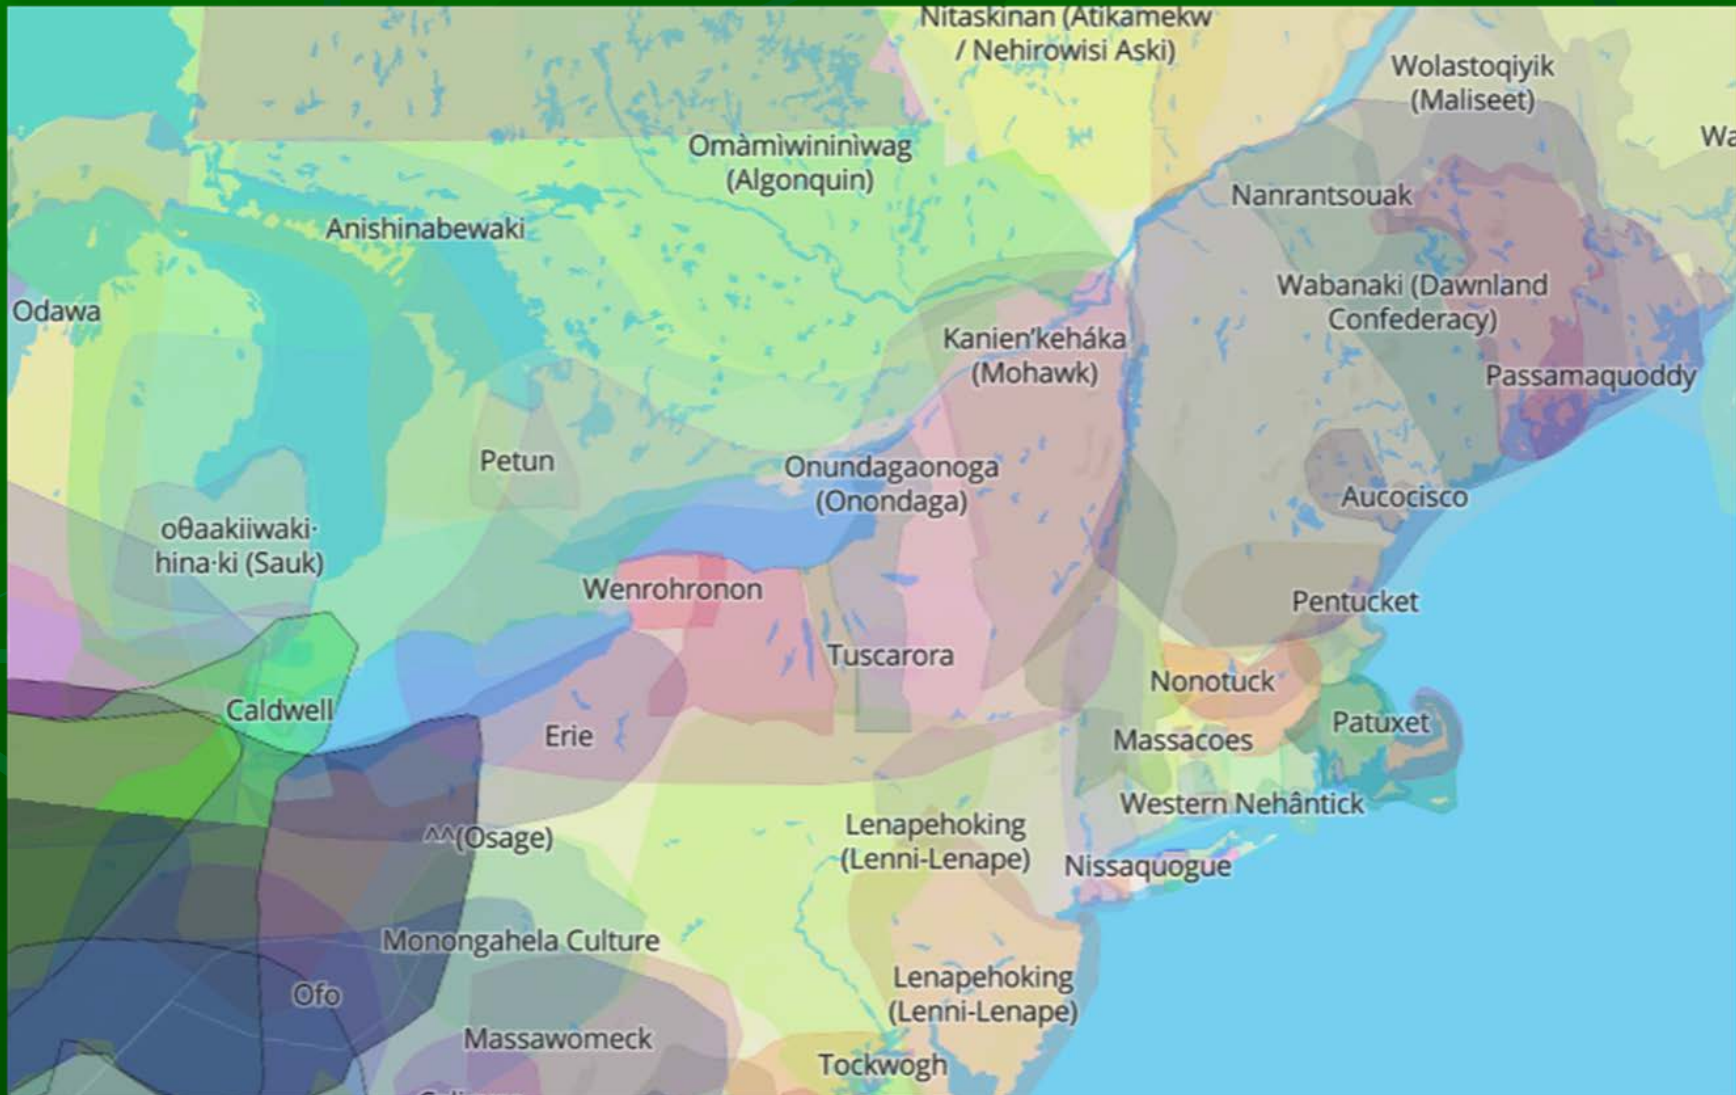 Nitaskinan (Atikamekw
/ Nehirowisi Aski)
Wolastoqiyik
(Maliseet)
Wa
Omàmìwininìwag
(Algonquin)
Nanrantsouak
Anishinabewaki
Odawa
Wabanaki (Dawnland
Confederacy)
Kanien’kehá꞉ka
(Mohawk)
Passamaquoddy
Petun
Onundagaonoga
(Onondaga)
Aucocisco
oθaakiiwaki·
hina·ki (Sauk)
Wenrohronon
Pentucket
Tuscarora
Nonotuck
Caldwell
Patuxet
Erie
Massacoes
Western Nehântick
^^(Osage)
Lenapehoking
(Lenni-Lenape)
Nissaquogue
Monongahela Culture
Ofo
Lenapehoking
(Lenni-Lenape)
Massawomeck
Tockwogh